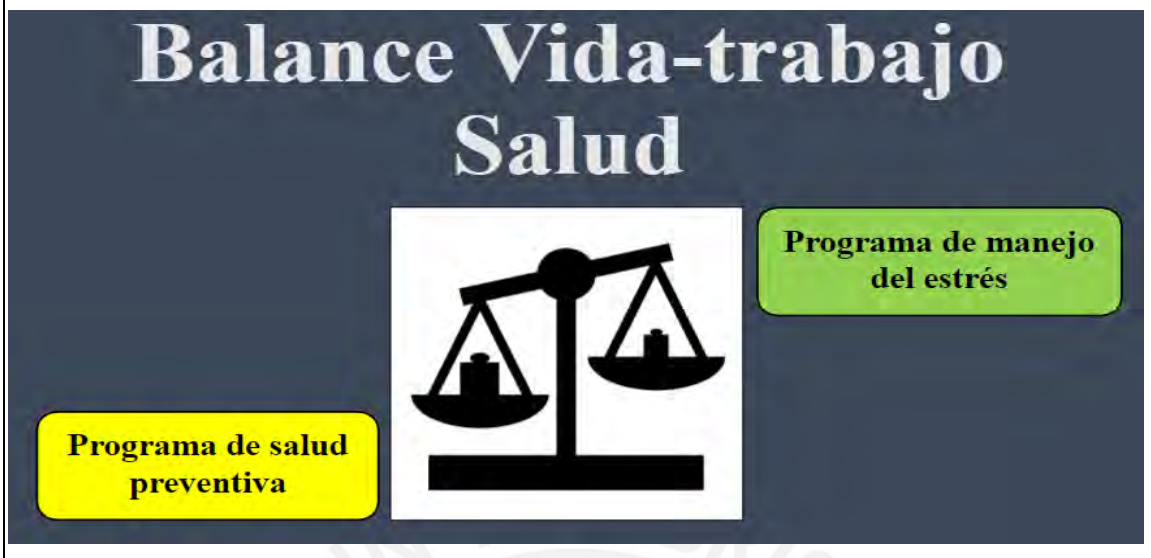 Balance Vida-trabajo
Salud
Programa de manejo
del estrés
Programa de salud
preventiva